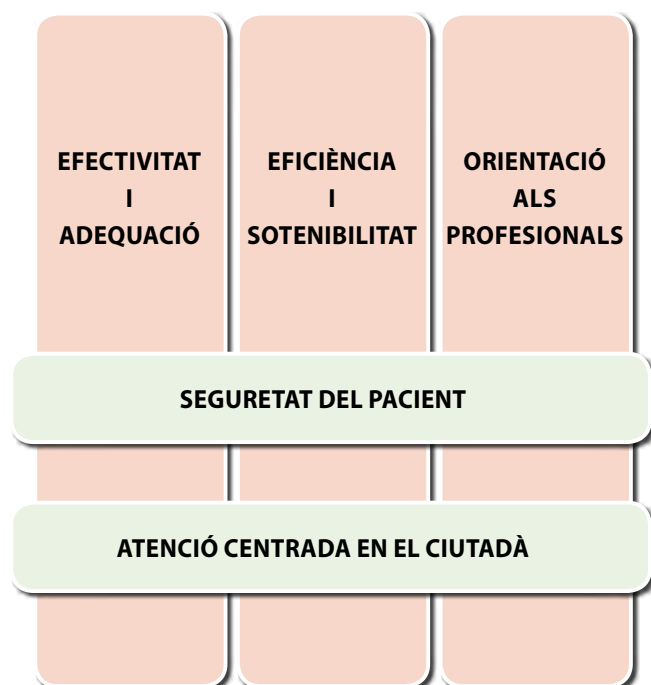 EFECTIVITAT
I
ADEQUACIÓ
EFICIÈNCIA
I
SOTENIBILITAT
ORIENTACIÓ
ALS
PROFESIONALS
SEGURETAT DEL PACIENT
ATENCIÓ CENTRADA EN EL CIUTADÀ